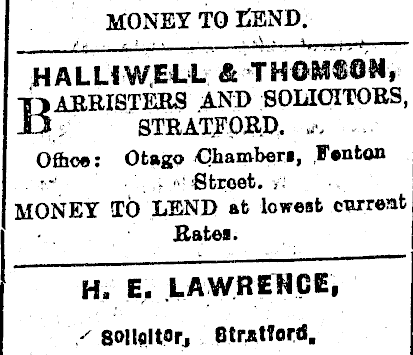 MONEY TO LEND.
HALLIWELL & THOMSON,
BARRISTERS AND SOLICITORS,
STRATFORD.
Office: Otago Chambers, Fenton
Street.
MONEY TO LEND at lowest current
Rates.
H. E. LAWRENCE,
Solicitor, Stratford.